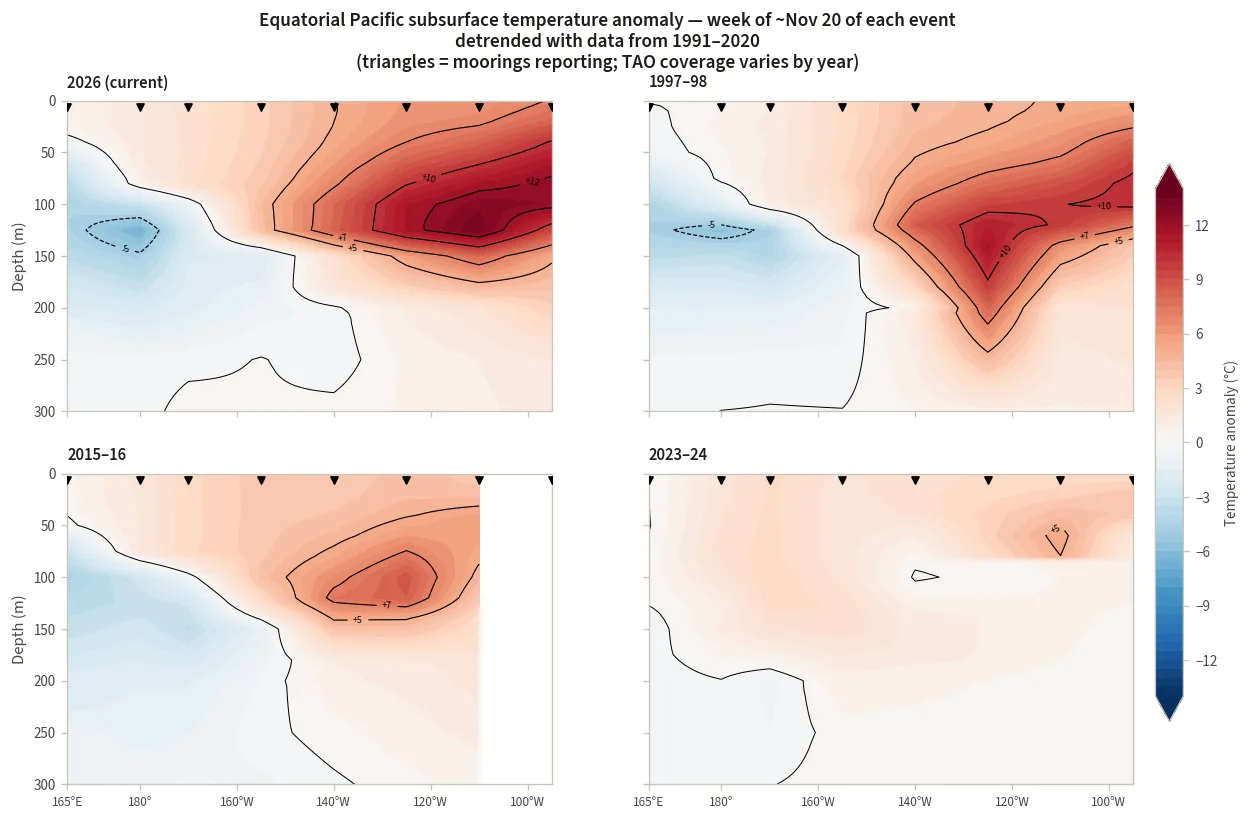 Equatorial Pacific subsurface temperature anomaly — week of ~Nov 20 of each event
detrended with data from 1991–2020
(triangles = moorings reporting; TAO coverage varies by year)
2026 (current)
0
50
100
150
200
250
300
Depth (m)
+10
+12
+7
+5
-5
1997–98
-5
+10
+7
+5
+10
2015–16
0
50
100
150
200
250
300
Depth (m)
+7
+5
165°E
180°
160°W
140°W
120°W
100°W
2023–24
+5
165°E
180°
160°W
140°W
120°W
100°W
12
9
6
3
0
−3
−6
−9
−12
Temperature anomaly (°C)